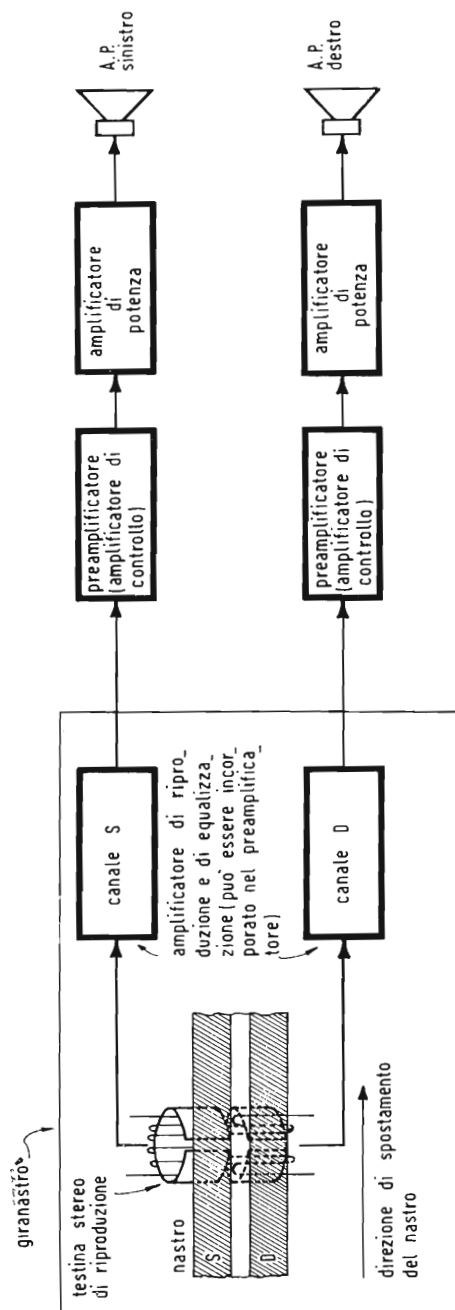 giranastro
testina stereo
di riproduzione
nastro
S
D
direzione di spostamento
del nastro
canale S
amplificatore di ripro_
duzione e di equalizza_
zione (può essere incor_
porato nel preamplifica_
tore)
canale D
preamplificatore
(amplificatore di
controllo)
amplificatore
di
potenza
A.P.
sinistro
preamplificatore
(amplificatore di
controllo)
amplificatore
di
potenza
A.P.
destro